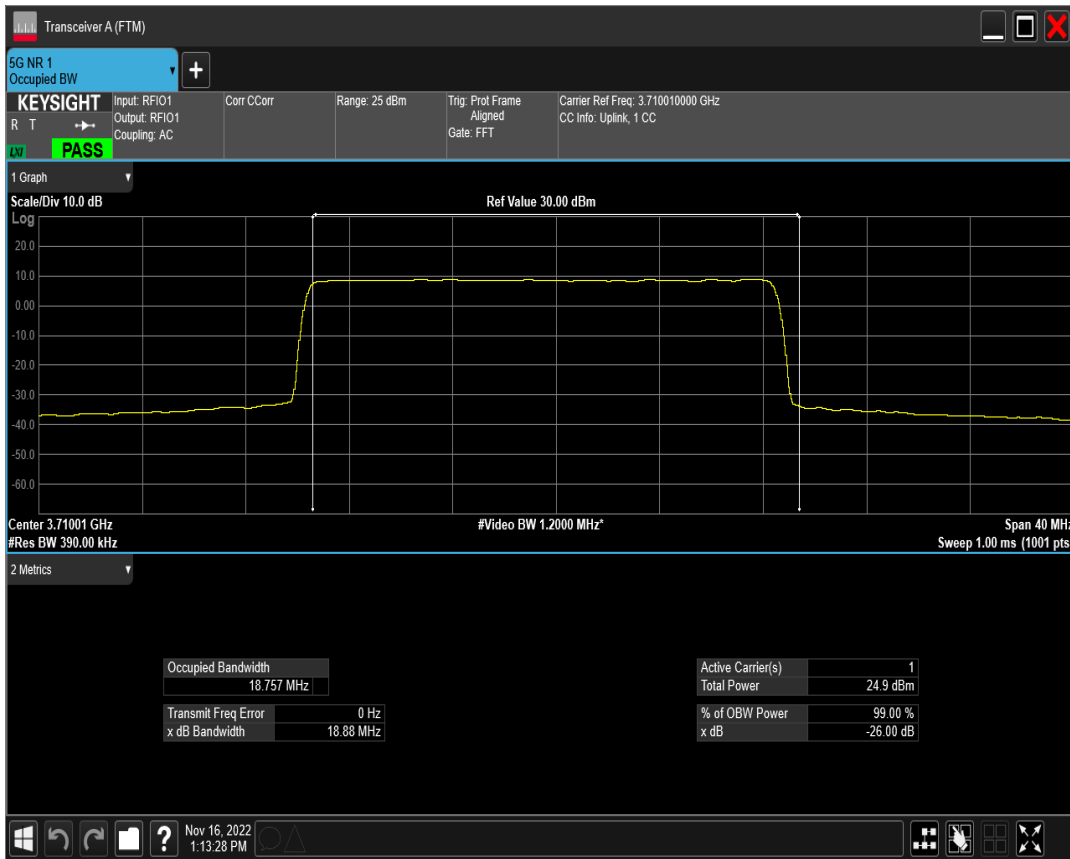 Transceiver A (FTM)
5G NR 1
Occupied BW
KEYSIGHT
R T
LXI
PASS
Input: RFIO1
Output: RFIO1
Coupling: AC
Corr CCorr
Range: 25 dBm
Trig: Prot Frame
Aligned
Gate: FFT
Carrier Ref Freq: 3.710010000 GHz
CC Info: Uplink, 1 CC
1 Graph
Scale/Div 10.0 dB
Ref Value 30.00 dBm
Log
20.0
10.0
0.00
-10.0
-20.0
-30.0
-40.0
-50.0
-60.0
Center 3.71001 GHz
#Video BW 1.2000 MHz*
Span 40 MHz
#Res BW 390.00 kHz
Sweep 1.00 ms (1001 pts
2 Metrics
Occupied Bandwidth
18.757 MHz
Transmit Freq Error 0 Hz
x dB Bandwidth 18.88 MHz
Active Carrier(s) 1
Total Power 24.9 dBm
% of OBW Power 99.00 %
x dB -26.00 dB
?
Nov 16, 2022
1:13:28 PM